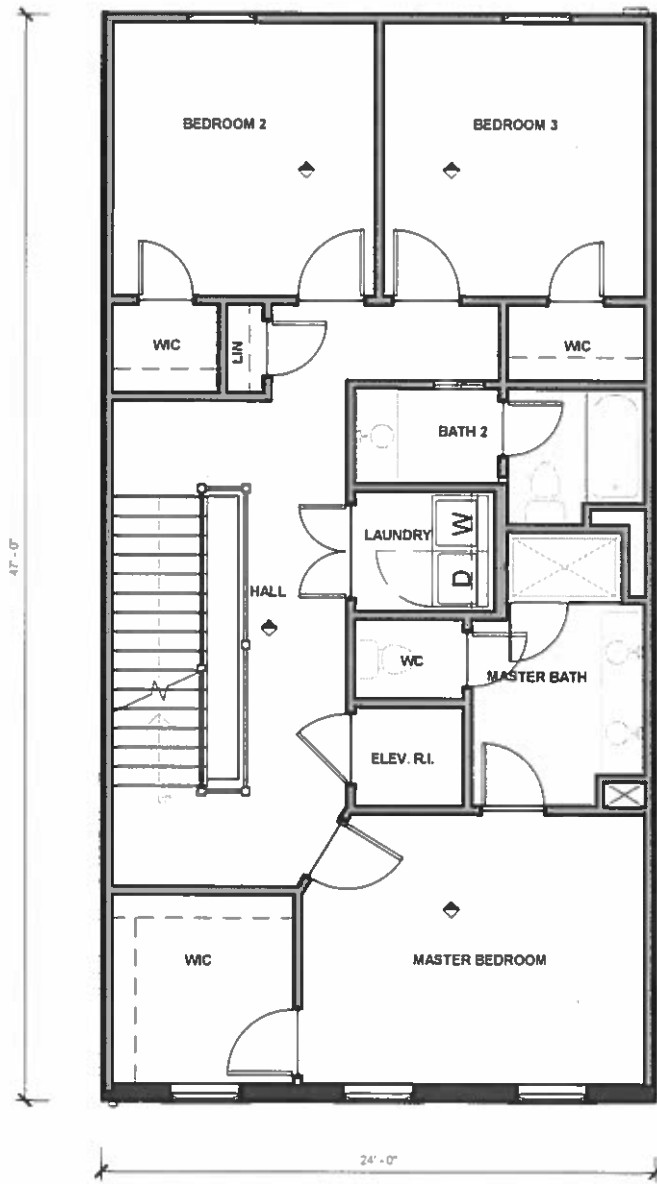 BEDROOM 2
BEDROOM 3
WIC
LIN
WIC
BATH 2
LAUNDRY
W
D
47' - 0"
HALL
WC
MASTER BATH
ELEV. R.I.
WIC
MASTER BEDROOM
24' - 0"